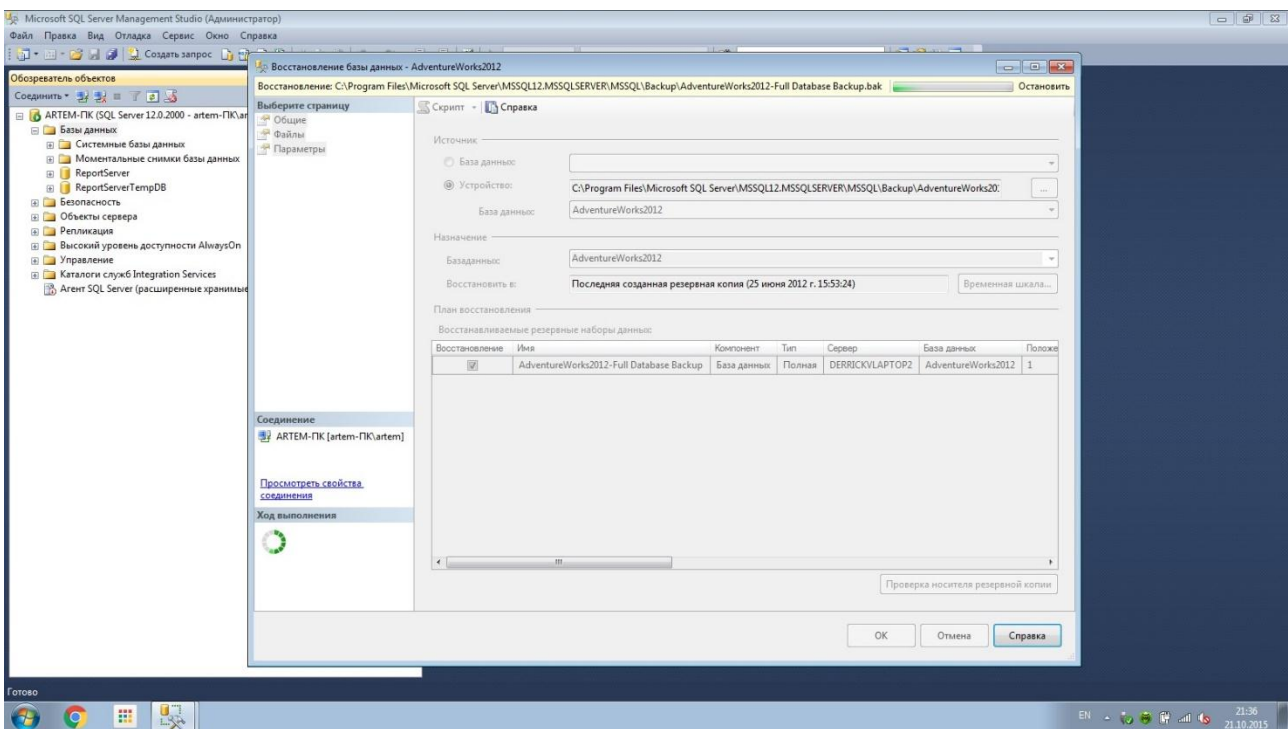 Microsoft SQL Server Management Studio (Администратор)
Файл Правка Вид Отладка Сервис Окно Справка
Создать запрос
Обозреватель объектов
Соединить
ARTEM-ПК (SQL Server 12.0.2000 - artem-ПК\ar
Базы данных
Системные базы данных
Моментальные снимки базы данных
ReportServer
ReportServerTempDB
Безопасность
Объекты сервера
Репликация
Высокий уровень доступности AlwaysOn
Управление
Каталоги служб Integration Services
Агент SQL Server (расширенные хранимые
Восстановление базы данных - AdventureWorks2012
Восстановление: C:\Program Files\Microsoft SQL Server\MSSQL12.MSSQLSERVER\MSSQL\Backup\AdventureWorks2012-Full Database Backup.bak Остановить
Выберите страницу
Общие
Файлы
Параметры
Скрипт Справка
Источник
База данных:
Устройство: C:\Program Files\Microsoft SQL Server\MSSQL12.MSSQLSERVER\MSSQL\Backup\AdventureWorks20: ...
База данных: AdventureWorks2012
Назначение
Базаданных: AdventureWorks2012
Восстановить в: Последняя созданная резервная копия (25 июня 2012 г. 15:53:24) Временная шкала...
План восстановления
Восстанавливаемые резервные наборы данных:
Восстановление Имя Компонент Тип Сервер База данных Положе
AdventureWorks2012-Full Database Backup База данных Полная DERRICKVLAPTOP2 AdventureWorks2012 1
Соединение
ARTEM-ПК [artem-ПК\artem]
Просмотреть свойства
соединения
Ход выполнения
Проверка носителя резервной копии
ОК Отмена Справка
Готово
EN 21:36
21.10.2015